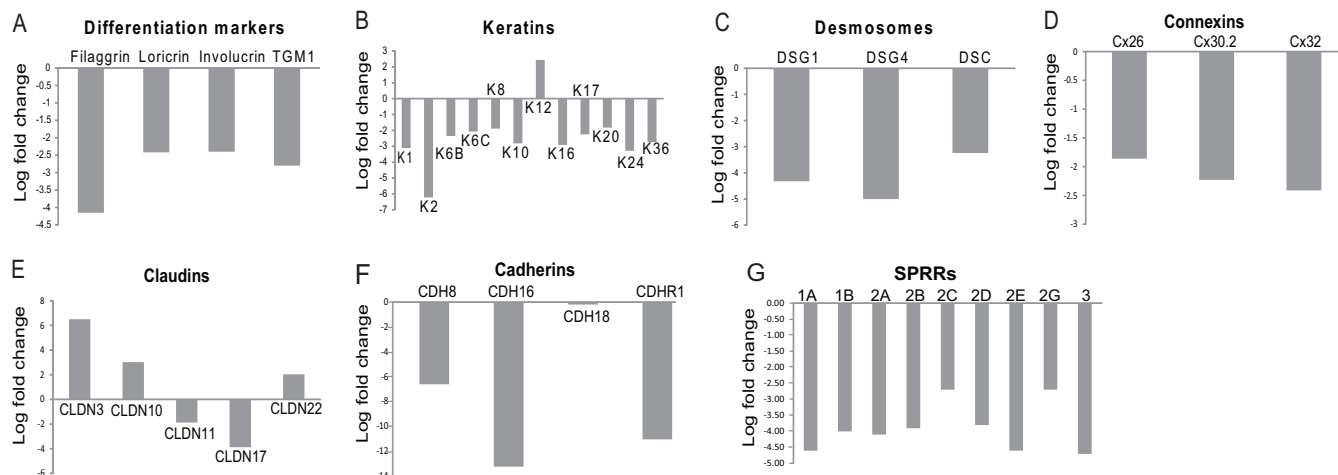 A
Differentiation markers
Filaggrin Loricrin Involucrin TGM1
Log fold change
0
-0.5
-1
-1.5
-2
-2.5
-3
-3.5
-4
-4.5
B
Keratins
Log fold change
3
2
1
0
-1
-2
-3
-4
-5
-6
-7
K1
K2
K6B
K6C
K8
K10
K12
K16
K17
K20
K24
K36
C
Desmosomes
DSG1 DSG4 DSC
Log fold change
0
-1
-2
-3
-4
-5
-6
D
Connexins
Cx26 Cx30.2 Cx32
Log fold change
0
-0.5
-1
-1.5
-2
-2.5
-3
E
Claudins
Log fold change
8
6
4
2
0
-2
-4
-6
CLDN3
CLDN10
CLDN11
CLDN17
CLDN22
F
Cadherins
CDH8 CDH16 CDH18 CDHR1
Log fold change
0
-2
-4
-6
-8
-10
-12
-14
G
SPRRs
1A 1B 2A 2B 2C 2D 2E 2G 3
Log fold change
0.00
-0.50
-1.00
-1.50
-2.00
-2.50
-3.00
-3.50
-4.00
-4.50
-5.00